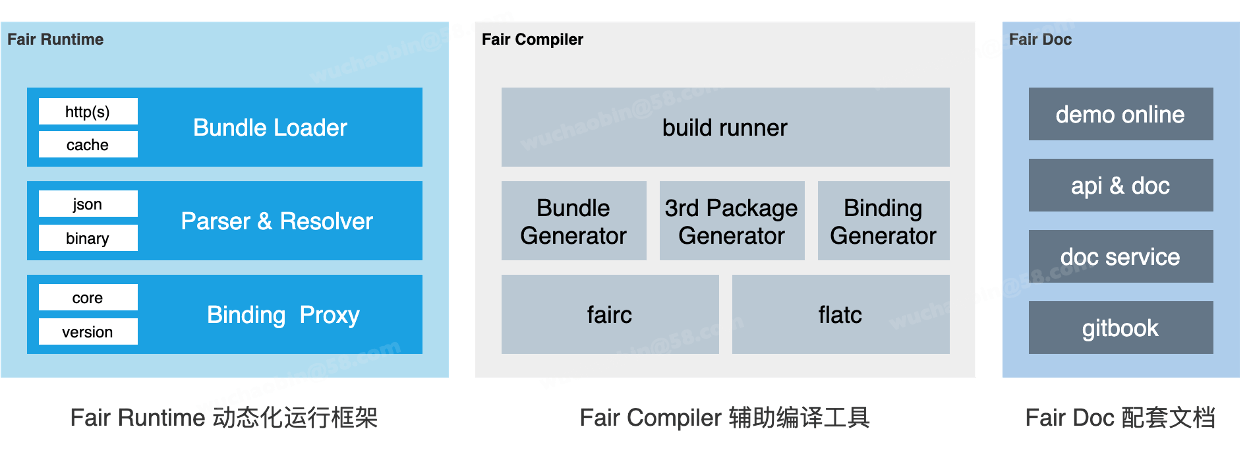 Fair Runtime
http(s)
cache
Bundle Loader
json
binary
Parser & Resolver
core
version
Binding Proxy
Fair Runtime 动态化运行框架
Fair Compiler
build runner
Bundle
Generator
3rd Package
Generator
Binding
Generator
fairc
flatc
Fair Compiler 辅助编译工具
Fair Doc
demo online
api & doc
doc service
gitbook
Fair Doc 配套文档
wuchaobin@58.com